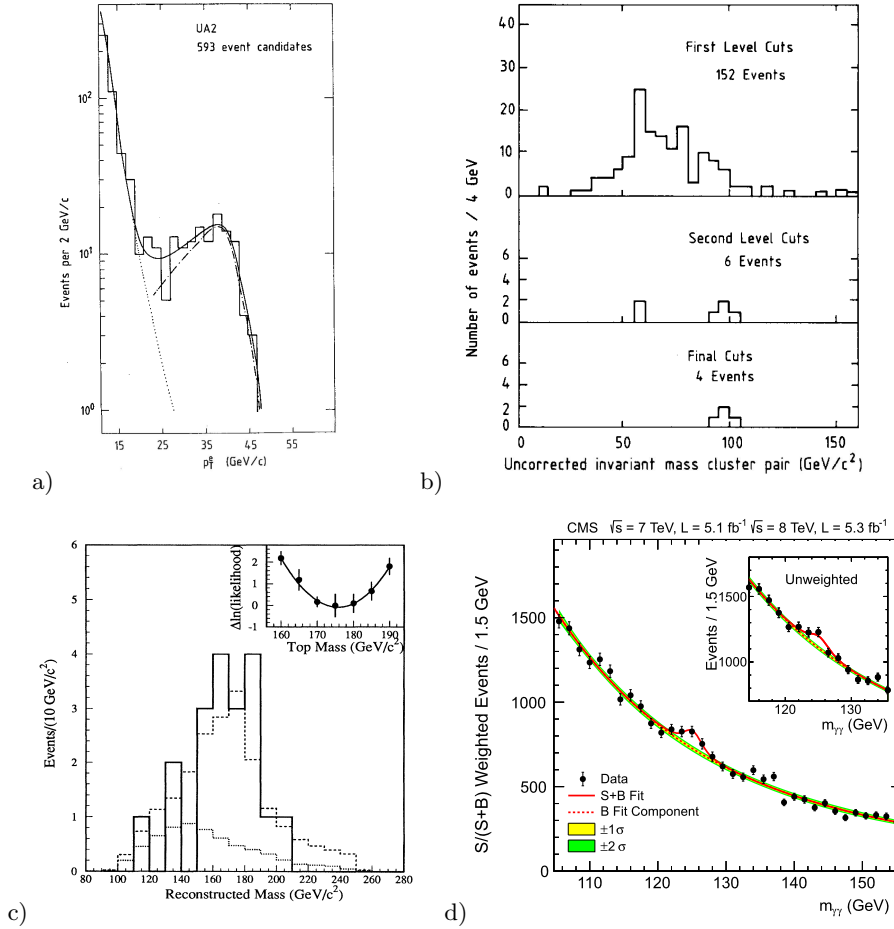 UA2
593 event candidates
Events per 2 GeV/c
10²
10¹
10⁰
15 25 35 45 55
pᵀᵉ (GeV/c)
a)
First Level Cuts
152 Events
Second Level Cuts
6 Events
Final Cuts
4 Events
Number of events / 4 GeV
40
30
20
10
0
6
4
2
0
6
4
2
0
0 50 100 150
Uncorrected invariant mass cluster pair (GeV/c²)
b)
Events/(10 GeV/c²)
6
5
4
3
2
1
0
80 100 120 140 160 180 200 220 240 260 280
Reconstructed Mass (GeV/c²)
Δln(likelihood)
2
1
0
-1
160 170 180 190
Top Mass (GeV/c²)
c)
CMS √s = 7 TeV, L = 5.1 fb⁻¹ √s = 8 TeV, L = 5.3 fb⁻¹
S/(S+B) Weighted Events / 1.5 GeV
1500
1000
500
0
110 120 130 140 150
mγγ (GeV)
Data
S+B Fit
B Fit Component
±1σ
±2 σ
Unweighted
Events / 1.5 GeV
1500
1000
120 130
mγγ (GeV)
d)